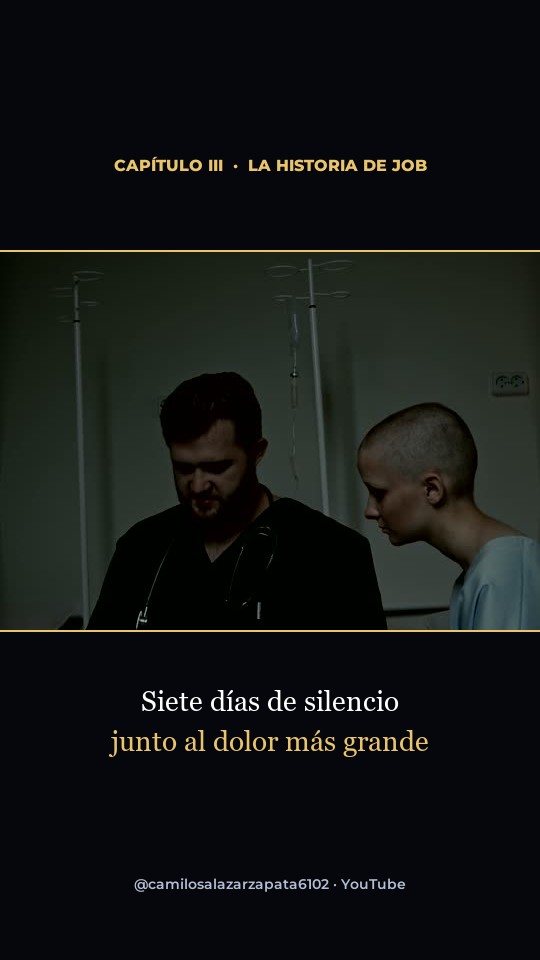 CAPÍTULO III · LA HISTORIA DE JOB
Siete días de silencio
junto al dolor más grande
@camilosalazarzapata6102 · YouTube